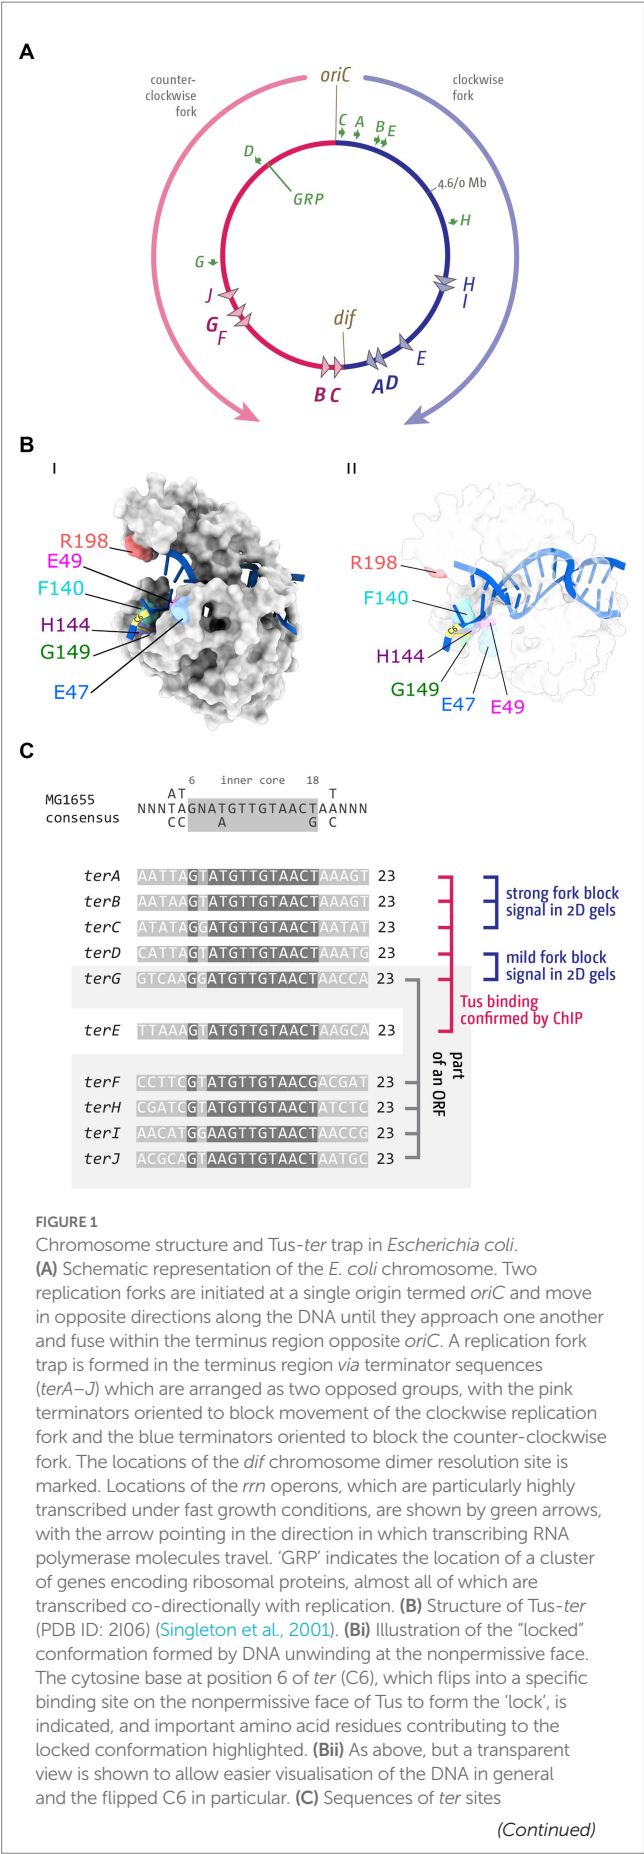 A
oriC
counter-
clockwise
fork
clockwise
fork
C
A
B
E
D
4.6/0 Mb
GRP
H
G
J
H
I
dif
G
F
E
B
C
A
D
B
I
II
R198
E49
F140
C6
H144
G149
E47
R198
F140
C6
H144
G149
E47
E49
C
6 inner core 18
AT T
MG1655 NNNTAGNATGTTGTAACTAANNN
consensus CC A G C
terA AATTAGTATGTTGTAACTAAAGT 23
strong fork block
signal in 2D gels
terB AATAAGTATGTTGTAACTAAAGT 23
terC ATATAGGATGTTGTAACTAATAT 23
terD CATTAGTATGTTGTAACTAAATG 23
mild fork block
signal in 2D gels
terG GTCAAGGATGTTGTAACTAACCA 23
Tus binding
confirmed by ChIP
terE TTAAAGTATGTTGTAACTAAGCA 23
part
of an ORF
terF CCTTCGTATGTTGTAACGACGAT 23
terH CGATCGTATGTTGTAACTATCTC 23
terI AACATGGAAGTTGTAACTAACCG 23
terJ ACGCAGTAAGTTGTAACTAATGC 23
FIGURE 1
Chromosome structure and Tus-ter trap in Escherichia coli.
(A) Schematic representation of the E. coli chromosome. Two
replication forks are initiated at a single origin termed oriC and move
in opposite directions along the DNA until they approach one another
and fuse within the terminus region opposite oriC. A replication fork
trap is formed in the terminus region via terminator sequences
(terA–J) which are arranged as two opposed groups, with the pink
terminators oriented to block movement of the clockwise replication
fork and the blue terminators oriented to block the counter-clockwise
fork. The locations of the dif chromosome dimer resolution site is
marked. Locations of the rrn operons, which are particularly highly
transcribed under fast growth conditions, are shown by green arrows,
with the arrow pointing in the direction in which transcribing RNA
polymerase molecules travel. ‘GRP’ indicates the location of a cluster
of genes encoding ribosomal proteins, almost all of which are
transcribed co-directionally with replication. (B) Structure of Tus-ter
(PDB ID: 2I06) (Singleton et al., 2001). (Bi) Illustration of the “locked”
conformation formed by DNA unwinding at the nonpermissive face.
The cytosine base at position 6 of ter (C6), which flips into a specific
binding site on the nonpermissive face of Tus to form the ‘lock’, is
indicated, and important amino acid residues contributing to the
locked conformation highlighted. (Bii) As above, but a transparent
view is shown to allow easier visualisation of the DNA in general
and the flipped C6 in particular. (C) Sequences of ter sites
(Continued)